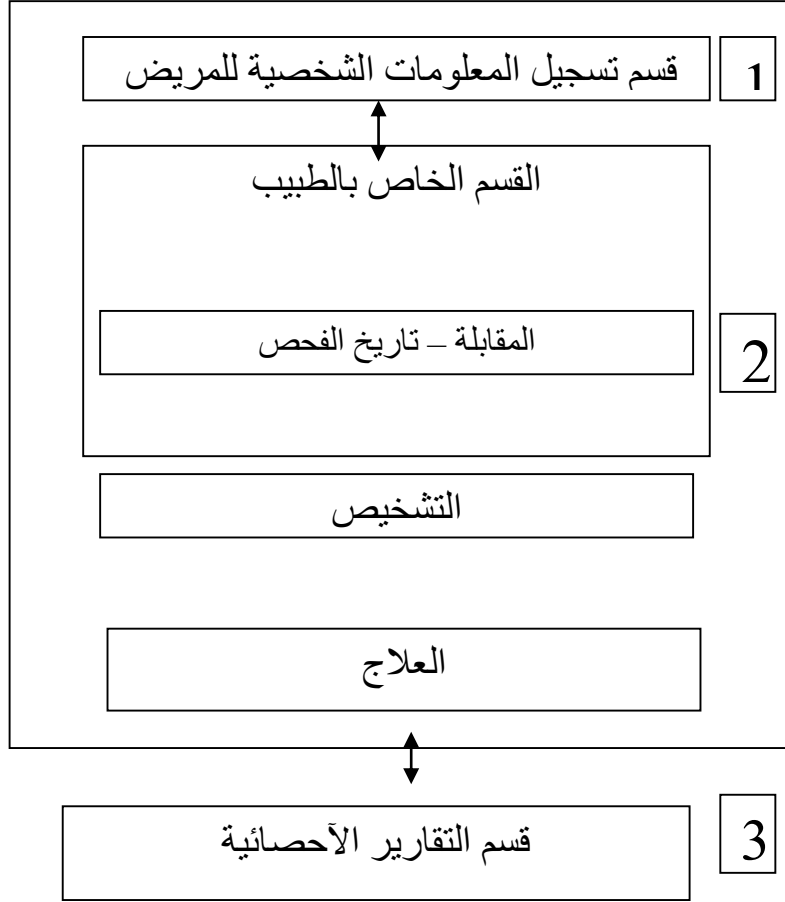 قسم تسجيل المعلومات الشخصية للمريض
1
القسم الخاص بالطبيب
المقابلة – تاريخ الفحص
2
التشخيص
العلاج
قسم التقارير الآحصائية
3